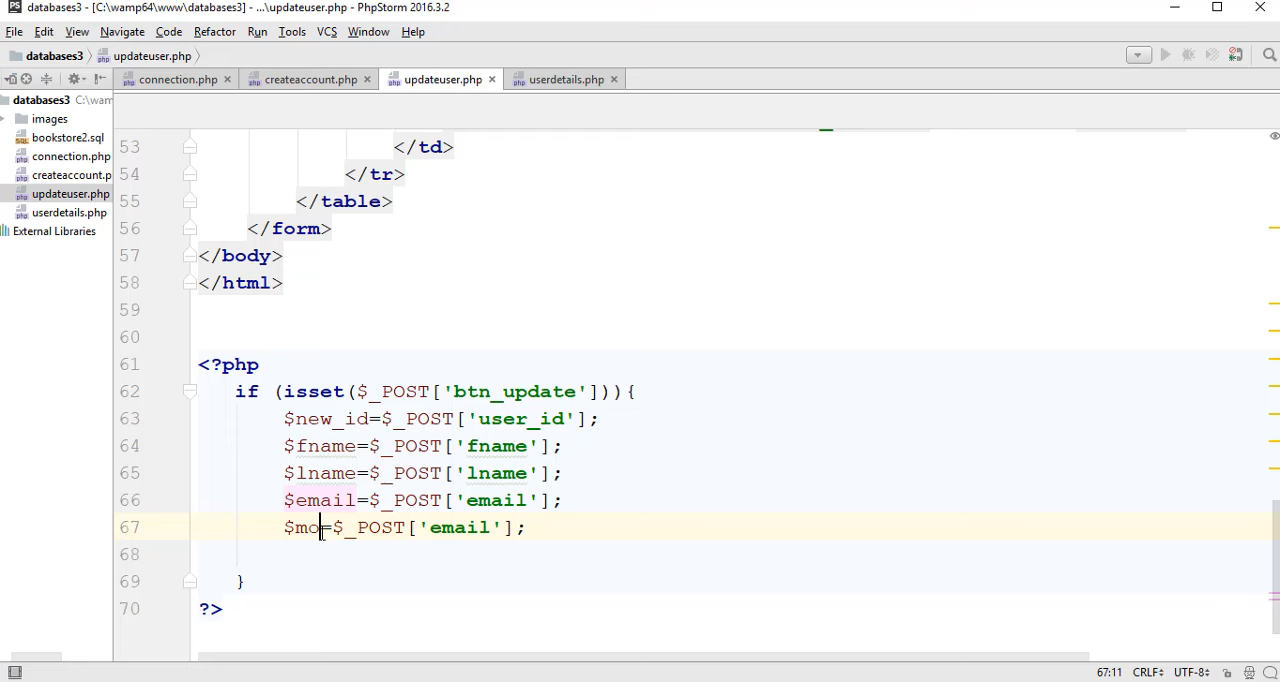 databases3 - [C:\wamp64\www\databases3] - ...\updateuser.php - PhpStorm 2016.3.2
File Edit View Navigate Code Refactor Run Tools VCS Window Help
databases3 updateuser.php
connection.php createaccount.php updateuser.php userdetails.php
databases3 C:\wam
images
bookstore2.sql
connection.php
createaccount.p
updateuser.php
userdetails.php
External Libraries
53 </td>
54 </tr>
55 </table>
56 </form>
57 </body>
58 </html>
59
60
61 <?php
62 if (isset($_POST['btn_update'])){
63 $new_id=$_POST['user_id'];
64 $fname=$_POST['fname'];
65 $lname=$_POST['lname'];
66 $email=$_POST['email'];
67 $mo=$_POST['email'];
68
69 }
70 ?>
67:11 CRLF UTF-8